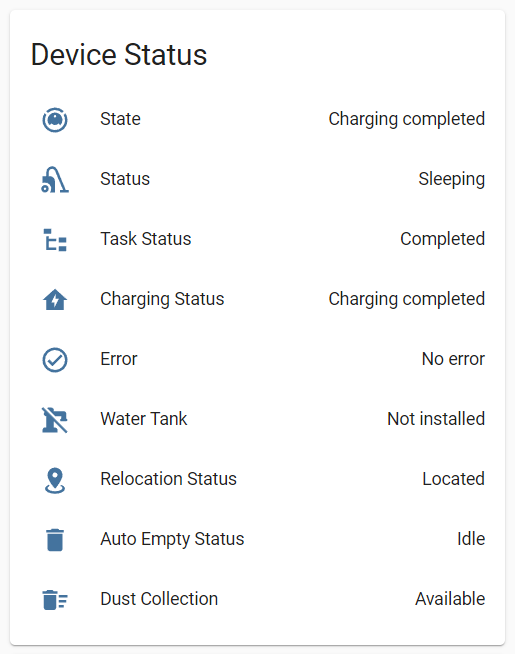 Device Status
State Charging completed
Status Sleeping
Task Status Completed
Charging Status Charging completed
Error No error
Water Tank Not installed
Relocation Status Located
Auto Empty Status Idle
Dust Collection Available